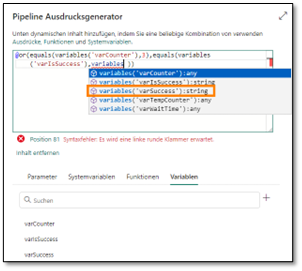 Pipeline Ausdrucksgenerator
Unten dynamischen Inhalt hinzufügen, indem Sie eine beliebige Kombination von verwenden
Ausdrücke, Funktionen und Systemvariablen.
@or(equals(variables('varCounter'),3),equals(variables
('varIsSuccess'),variables ))
variables('varCounter'):any
variables('varIsSuccess'):string
variables('varSuccess'):string
variables('varTempCounter'):any
variables('varWaitTime'):any
Position 81 Syntaxfehler: Es wird eine linke runde Klammer erwartet.
Inhalt entfernen
Parameter Systemvariablen Funktionen Variablen
Suchen
varCounter
varIsSuccess
varSuccess